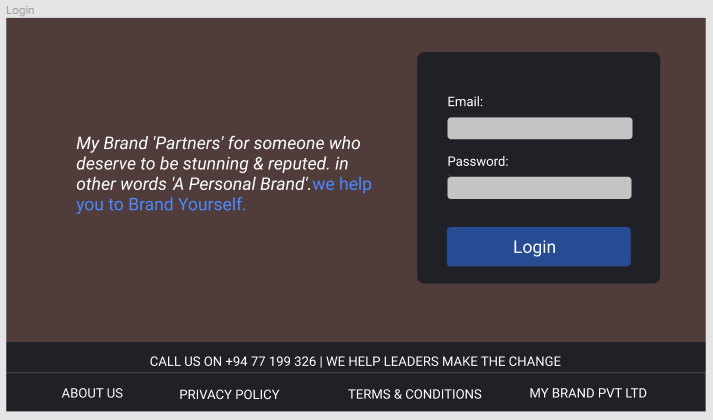 Login
My Brand 'Partners' for someone who
deserve to be stunning & reputed. in
other words 'A Personal Brand'.we help
you to Brand Yourself.
Email:
Password:
Login
CALL US ON +94 77 199 326 | WE HELP LEADERS MAKE THE CHANGE
ABOUT US PRIVACY POLICY TERMS & CONDITIONS MY BRAND PVT LTD